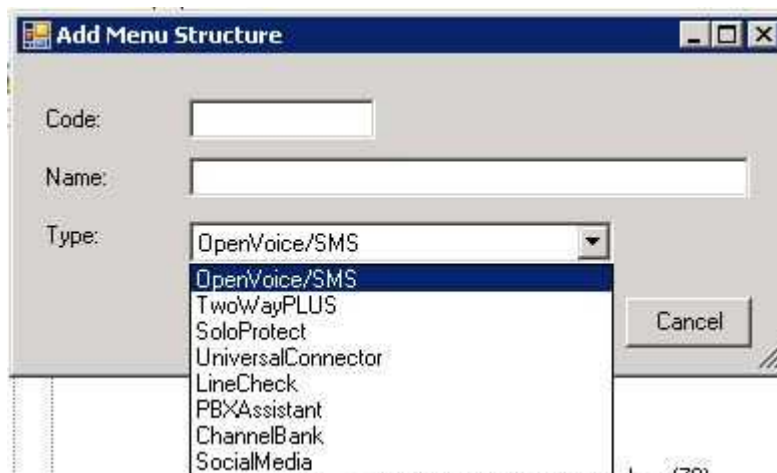 Add Menu Structure
Code:
Name:
Type:
OpenVoice/SMS
OpenVoice/SMS
TwoWayPLUS
SoloProtect
UniversalConnector
Cancel
LineCheck
PBXAssistant
ChannelBank
SocialMedia